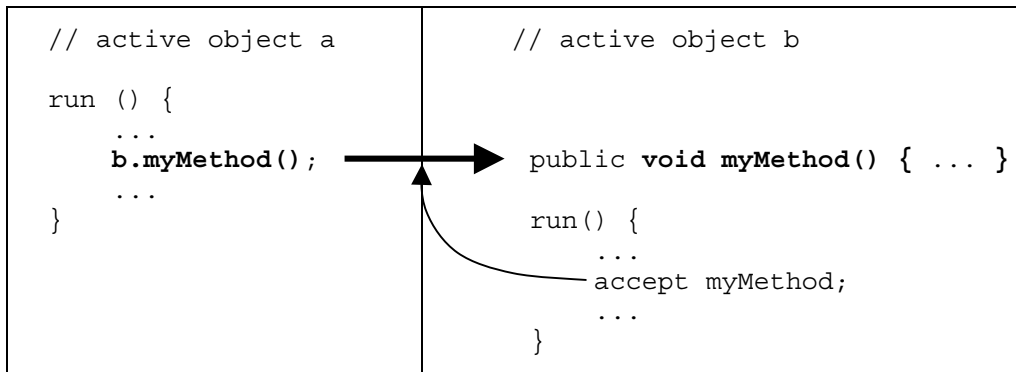 // active object a
run () {
...
b.myMethod();
...
}
// active object b
public void myMethod() { ... }
run() {
...
accept myMethod;
...
}